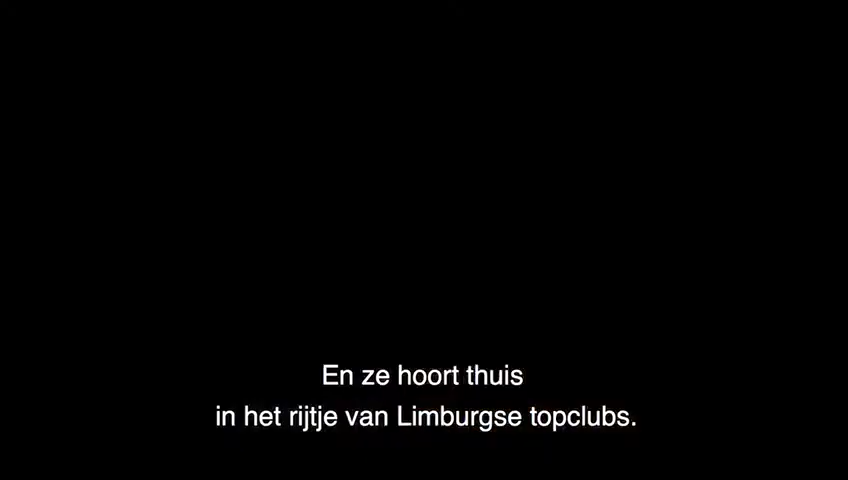 En ze hoort thuis
in het rijtje van Limburgse topclubs.